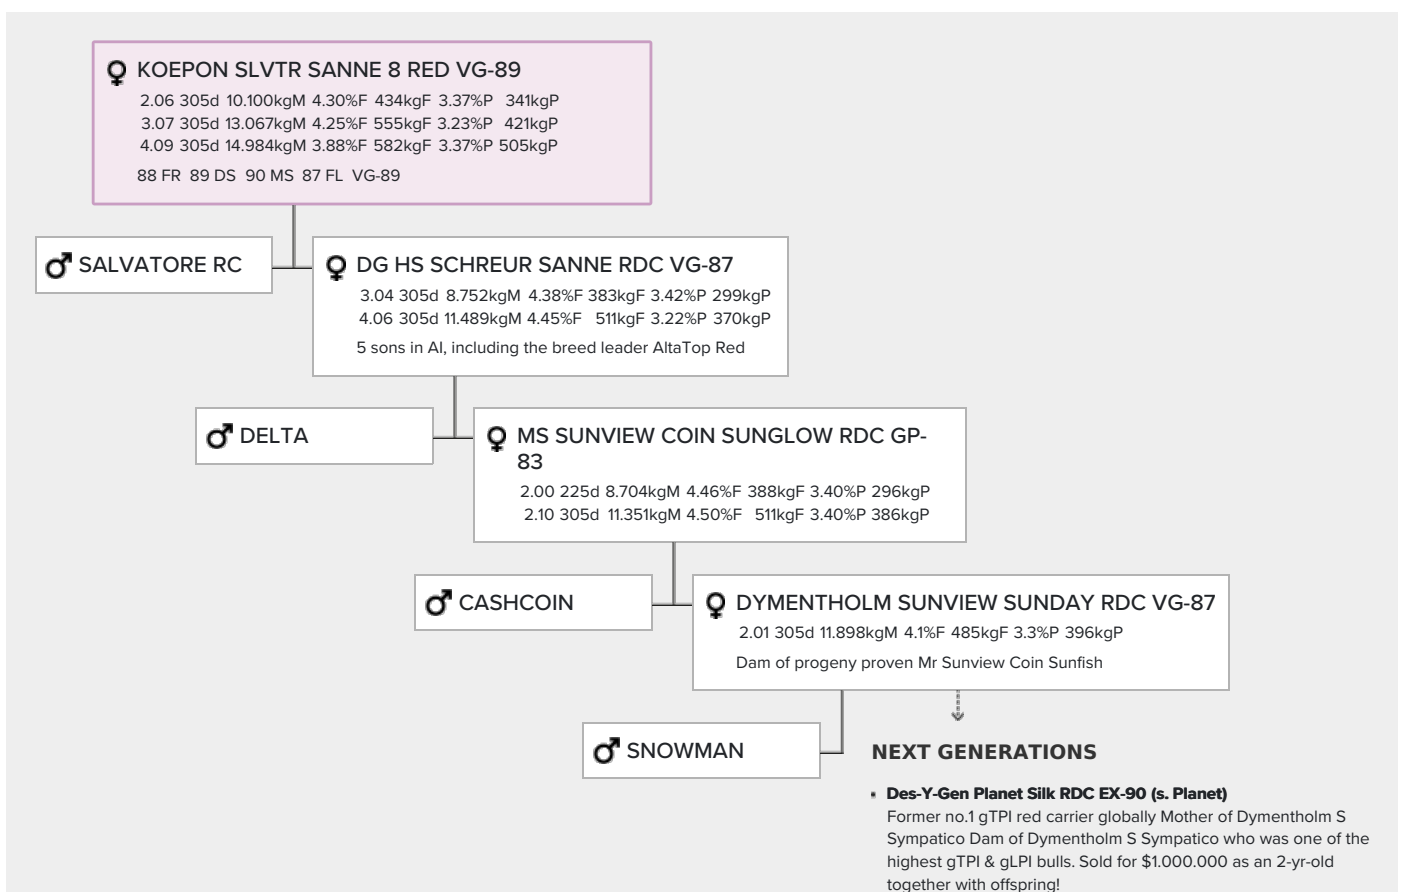 KOEPON SLVTR SANNE 8 RED VG-89
2.06 305d 10.100kgM 4.30%F 434kgF 3.37%P 341kgP
3.07 305d 13.067kgM 4.25%F 555kgF 3.23%P 421kgP
4.09 305d 14.984kgM 3.88%F 582kgF 3.37%P 505kgP
88 FR 89 DS 90 MS 87 FL VG-89
SALVATORE RC
DG HS SCHREUR SANNE RDC VG-87
3.04 305d 8.752kgM 4.38%F 383kgF 3.42%P 299kgP
4.06 305d 11.489kgM 4.45%F 511kgF 3.22%P 370kgP
5 sons in AI, including the breed leader AltaTop Red
DELTA
MS SUNVIEW COIN SUNGLOW RDC GP-
83
2.00 225d 8.704kgM 4.46%F 388kgF 3.40%P 296kgP
2.10 305d 11.351kgM 4.50%F 511kgF 3.40%P 386kgP
CASHCOIN
DYMENTHOLM SUNVIEW SUNDAY RDC VG-87
2.01 305d 11.898kgM 4.1%F 485kgF 3.3%P 396kgP
Dam of progeny proven Mr Sunview Coin Sunfish
SNOWMAN
NEXT GENERATIONS
Des-Y-Gen Planet Silk RDC EX-90 (s. Planet)
Former no.1 gTPI red carrier globally Mother of Dymentholm S
Sympatico Dam of Dymentholm S Sympatico who was one of the
highest gTPI & gLPI bulls. Sold for $1.000.000 as an 2-yr-old
together with offspring!